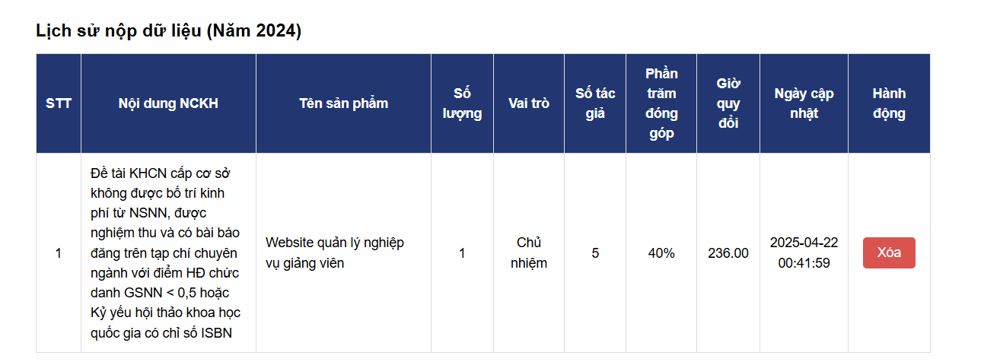 Lịch sử nộp dữ liệu (Năm 2024)
STT
Nội dung NCKH
Tên sản phẩm
Số
lượng
Vai trò
Số tác
giả
Phần
trăm
đóng
góp
Giờ
quy
đổi
Ngày cập
nhật
Hành
động
1
Đề tài KHCN cấp cơ sở
không được bố trí kinh
phí từ NSNN, được
nghiệm thu và có bài báo
đăng trên tạp chí chuyên
ngành với điểm HĐ chức
danh GSNN < 0,5 hoặc
Kỷ yếu hội thảo khoa học
quốc gia có chỉ số ISBN
Website quản lý nghiệp
vụ giảng viên
1
Chủ
nhiệm
5
40%
236.00
2025-04-22
00:41:59
Xóa